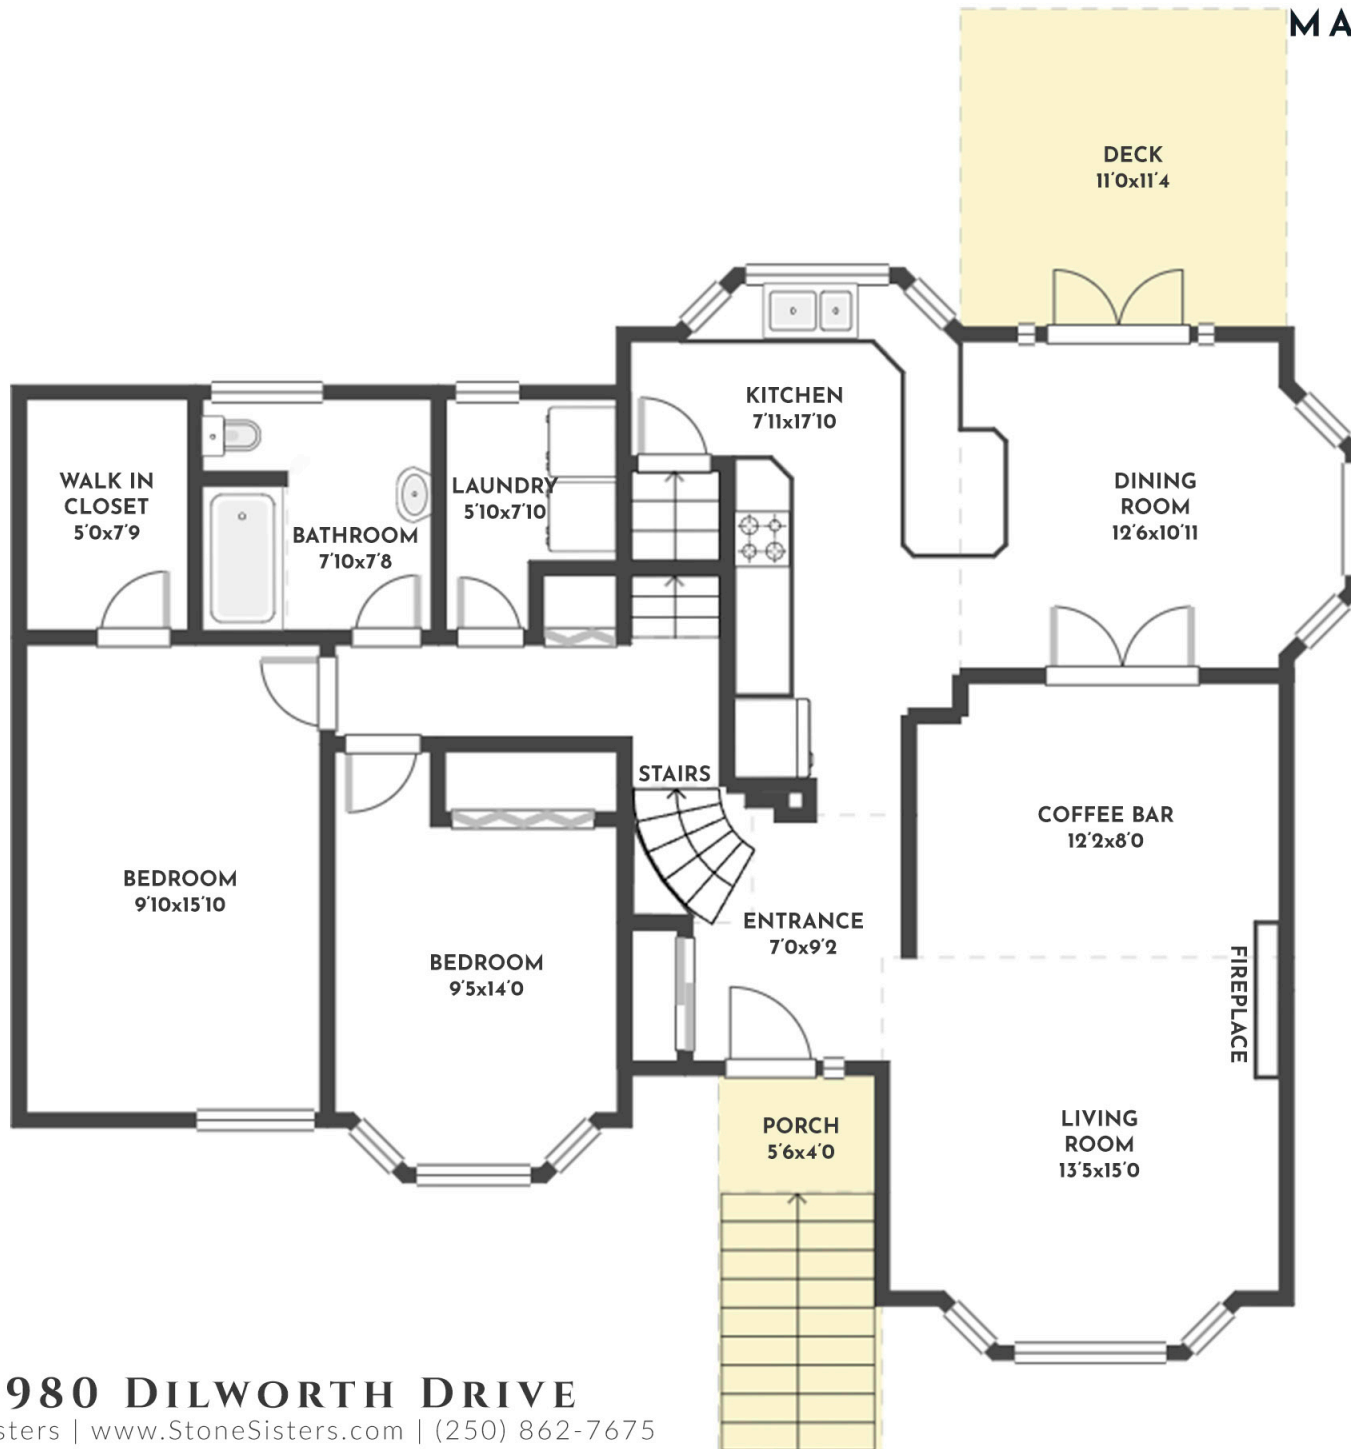 MA
DECK
11'0x11'4
KITCHEN
7'11x17'10
WALK IN
CLOSET
5'0x7'9
BATHROOM
7'10x7'8
LAUNDRY
5'10x7'10
DINING
ROOM
12'6x10'11
STAIRS
COFFEE BAR
12'2x8'0
BEDROOM
9'10x15'10
BEDROOM
9'5x14'0
ENTRANCE
7'0x9'2
FIREPLACE
PORCH
5'6x4'0
LIVING
ROOM
13'5x15'0
980 DILWORTH DRIVE
sters | www.StoneSisters.com | (250) 862-7675